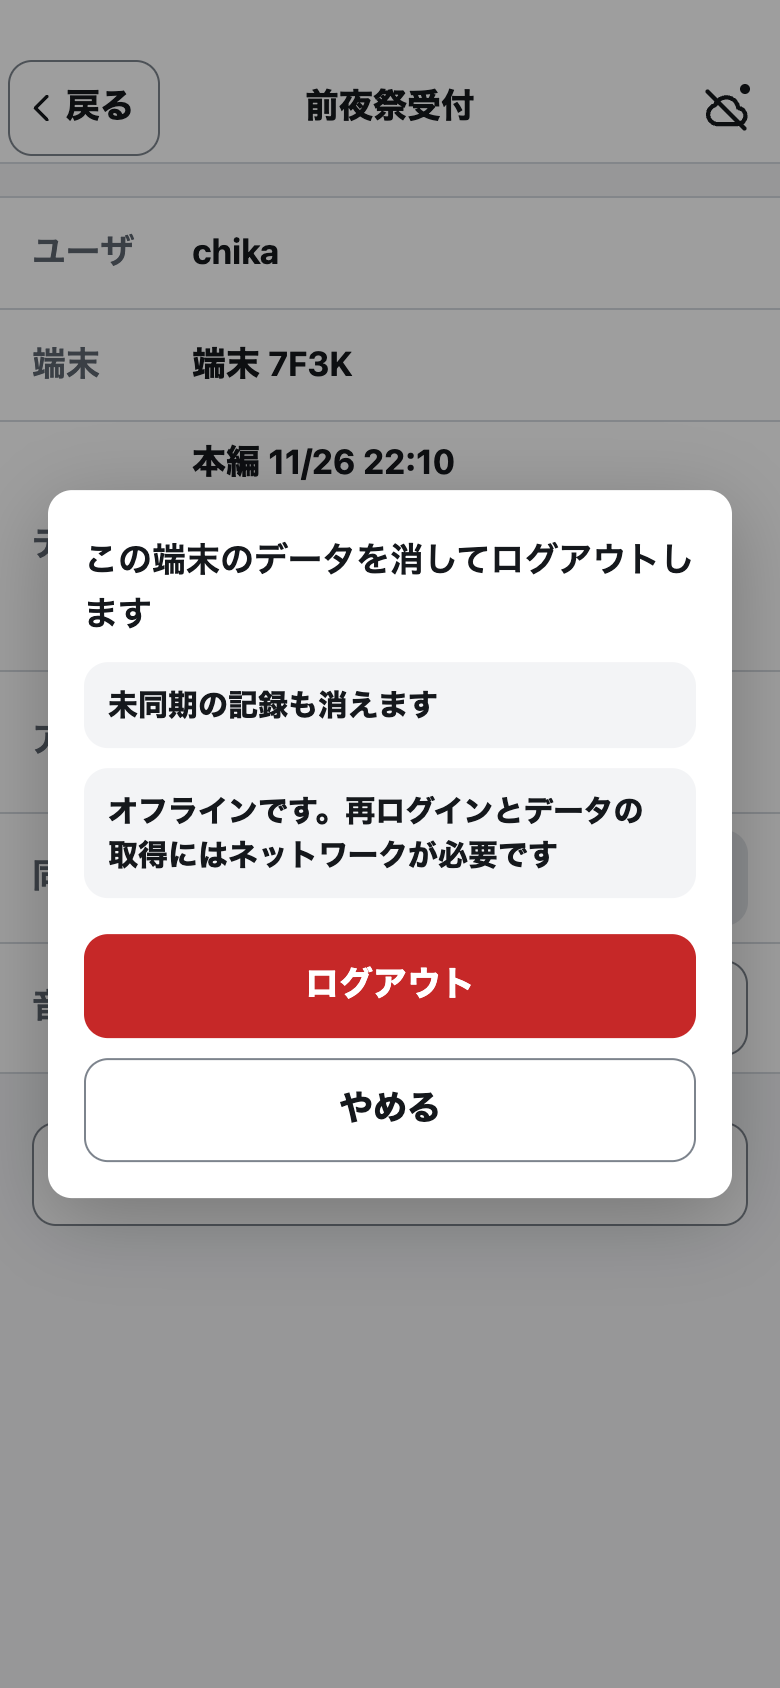 戻る
前夜祭受付
ユーザ
chika
端末
端末 7F3K
本編 11/26 22:10
この端末のデータを消してログアウトし
ます
未同期の記録も消えます
オフラインです。再ログインとデータの
取得にはネットワークが必要です
ログアウト
やめる